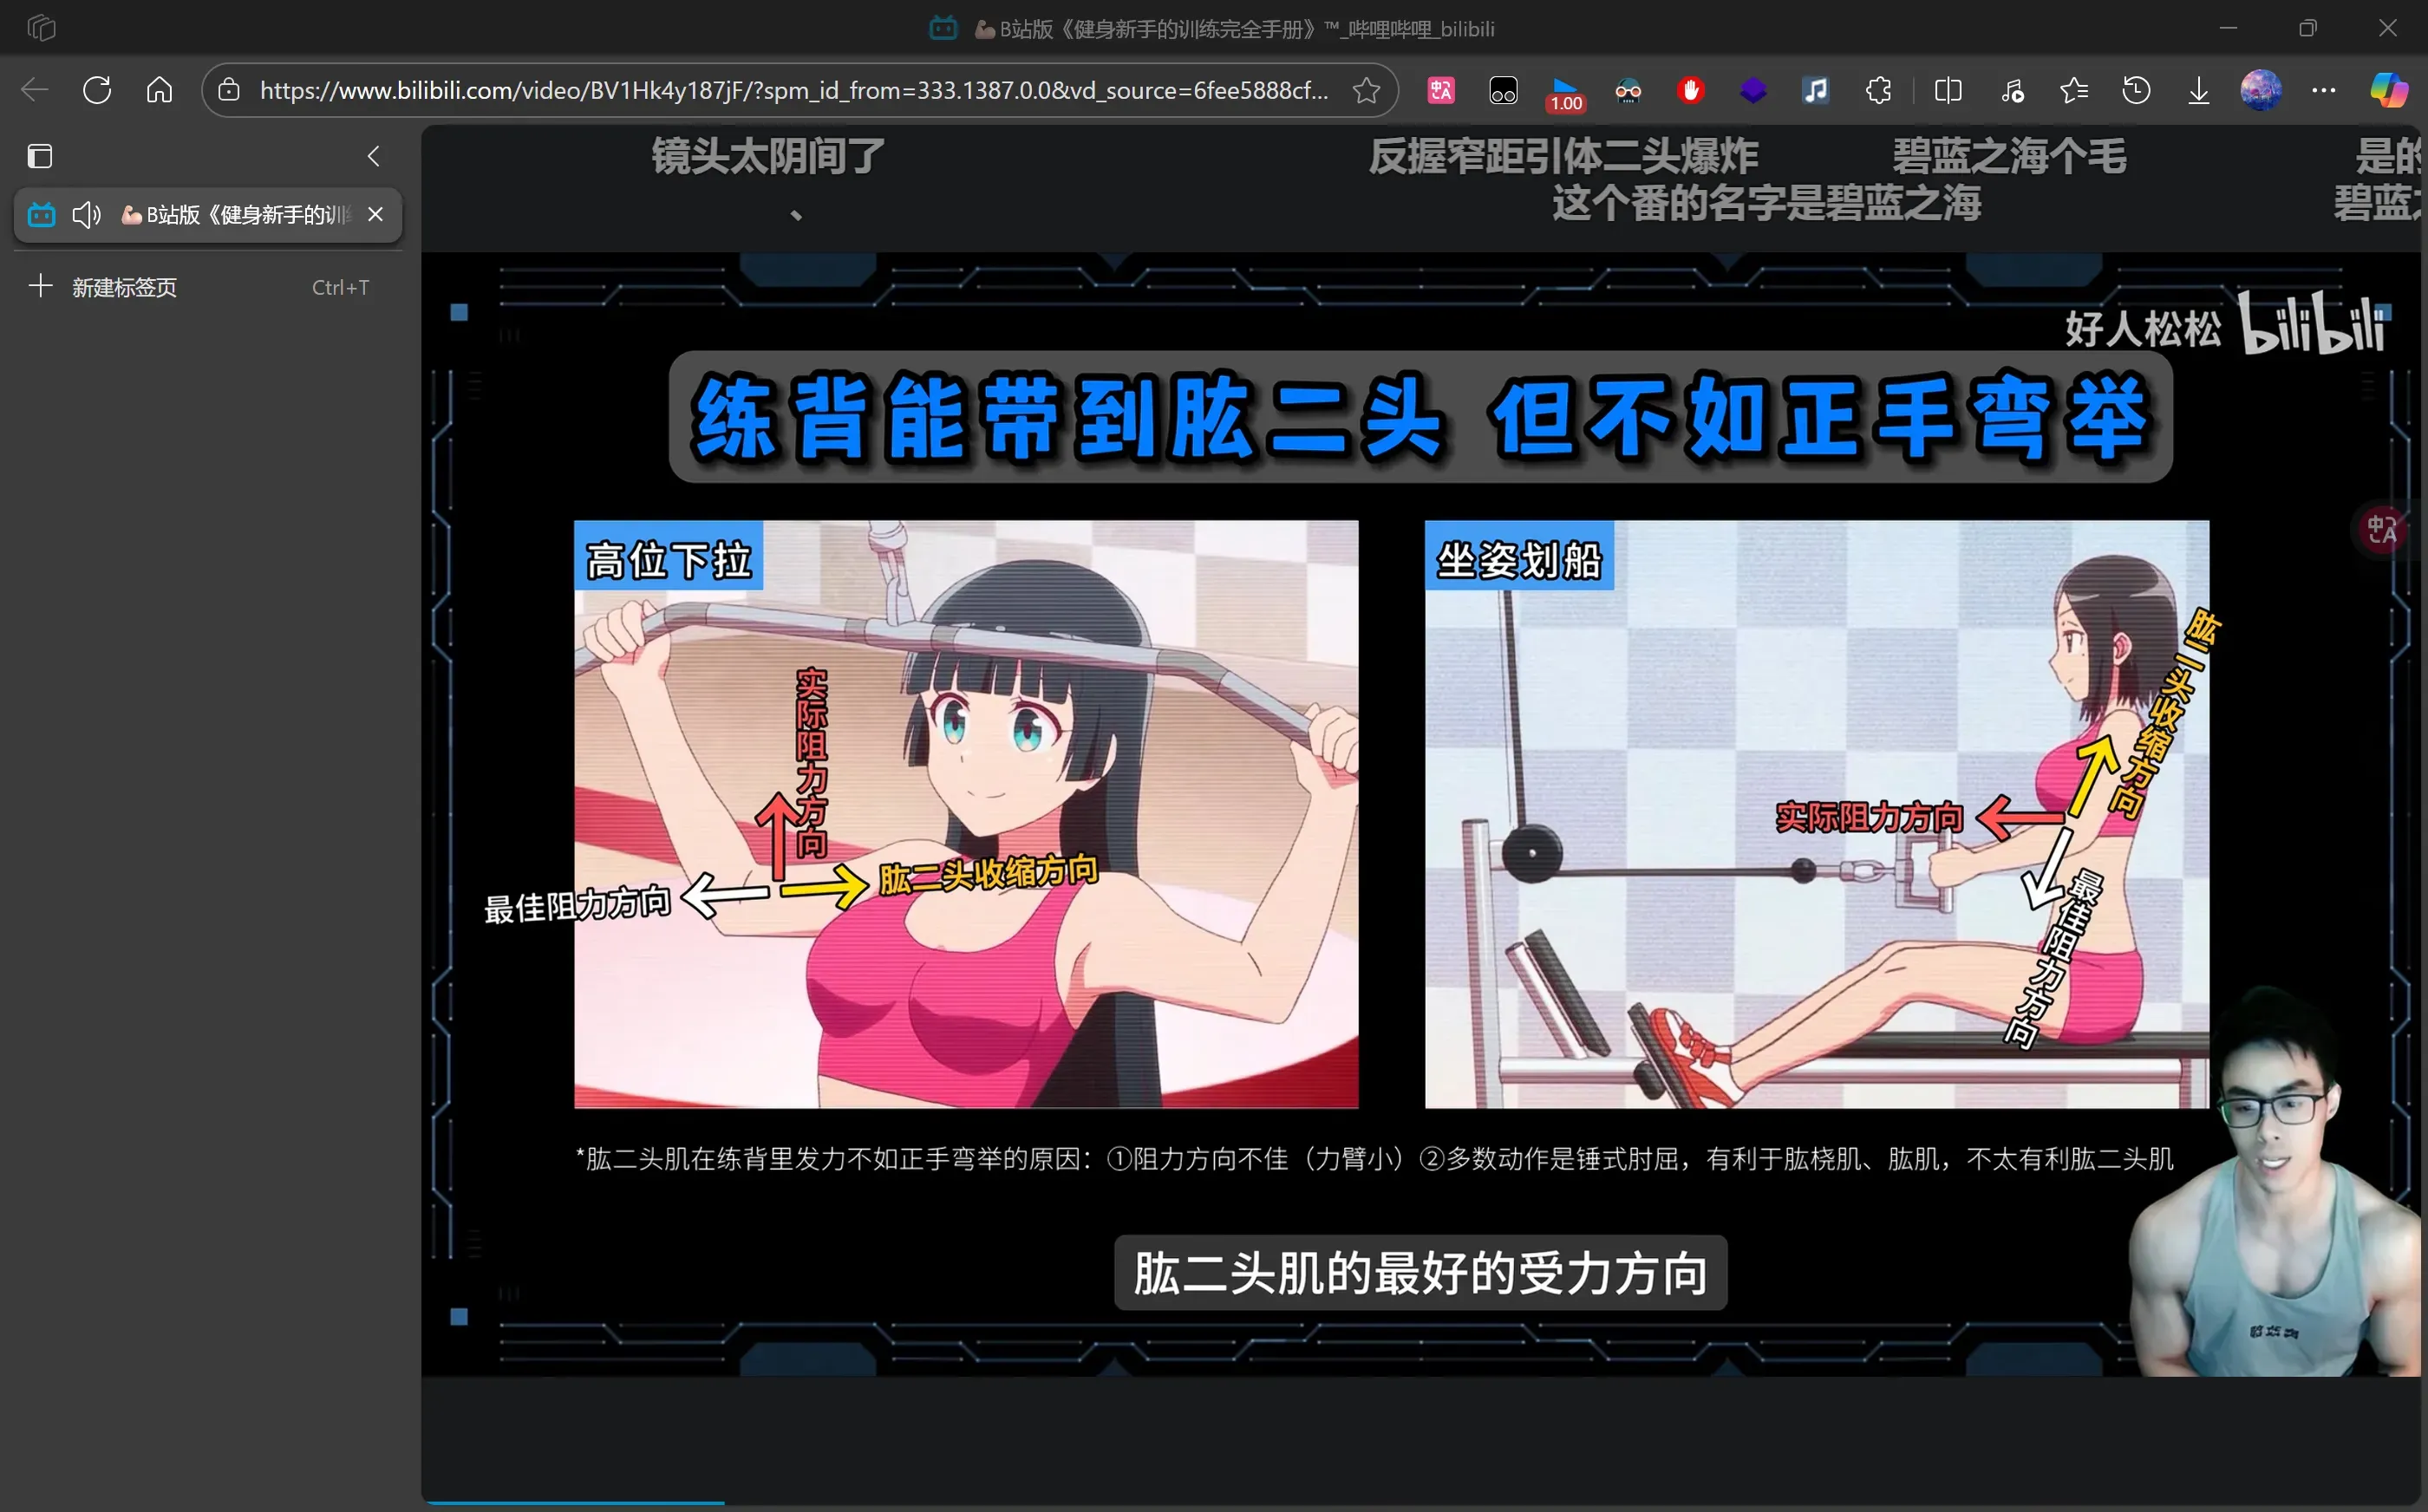 💪🏼B站版《健身新手的训练完全手册》™_哔哩哔哩_bilibili
https://www.bilibili.com/video/BV1Hk4y187jF/?spm_id_from=333.1387.0.0&vd_source=6fee5888cf...
1.00
💪🏼B站版《健身新手的训
新建标签页 Ctrl+T
镜头太阴间了 反握窄距引体二头爆炸 碧蓝之海个毛 是的
这个番的名字是碧蓝之海 碧蓝之
好人松松 bilibili
练背能带到肱二头 但不如正手弯举
高位下拉
实际阻力方向
肱二头收缩方向
最佳阻力方向
坐姿划船
肱二头收缩方向
实际阻力方向
最佳阻力方向
*肱二头肌在练背里发力不如正手弯举的原因：①阻力方向不佳（力臂小）②多数动作是锤式肘屈，有利于肱桡肌、肱肌，不太有利肱二头肌
肱二头肌的最好的受力方向